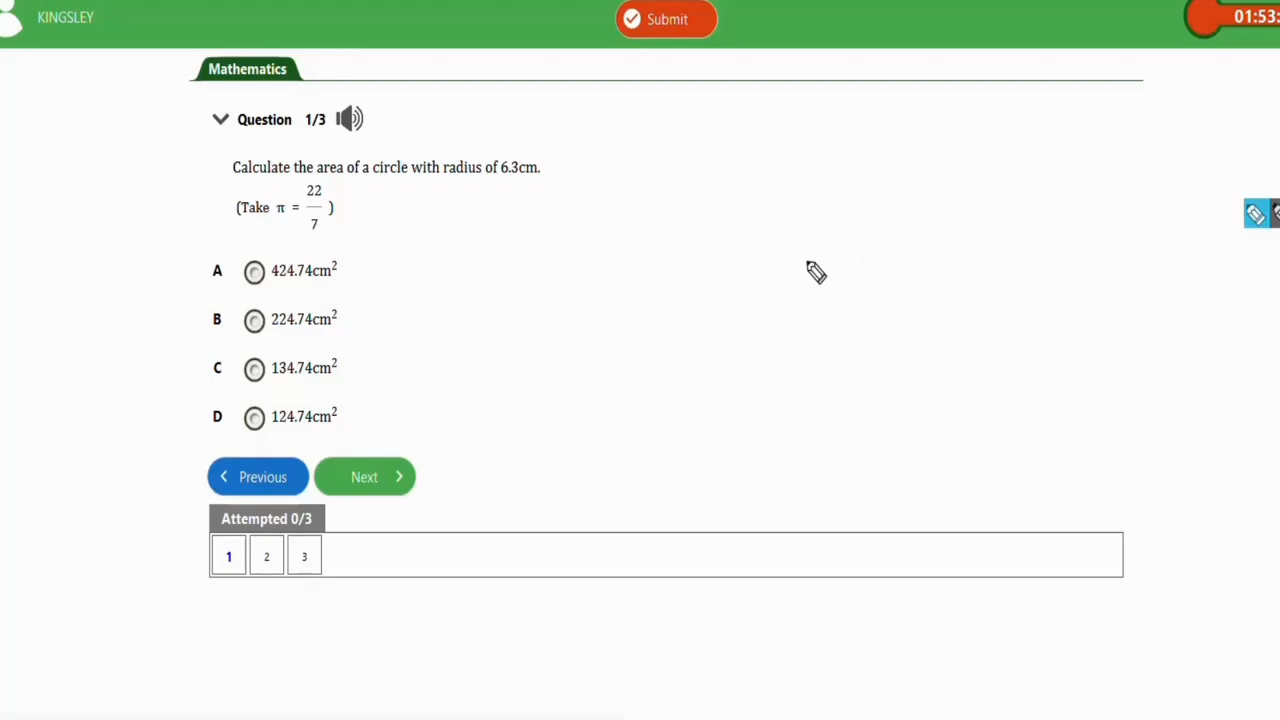 KINGSLEY
Submit
01:53:
Mathematics
Question 1/3
Calculate the area of a circle with radius of 6.3cm.
(Take π = 22/7 )
A 424.74cm²
B 224.74cm²
C 134.74cm²
D 124.74cm²
Previous Next
Attempted 0/3
1 2 3